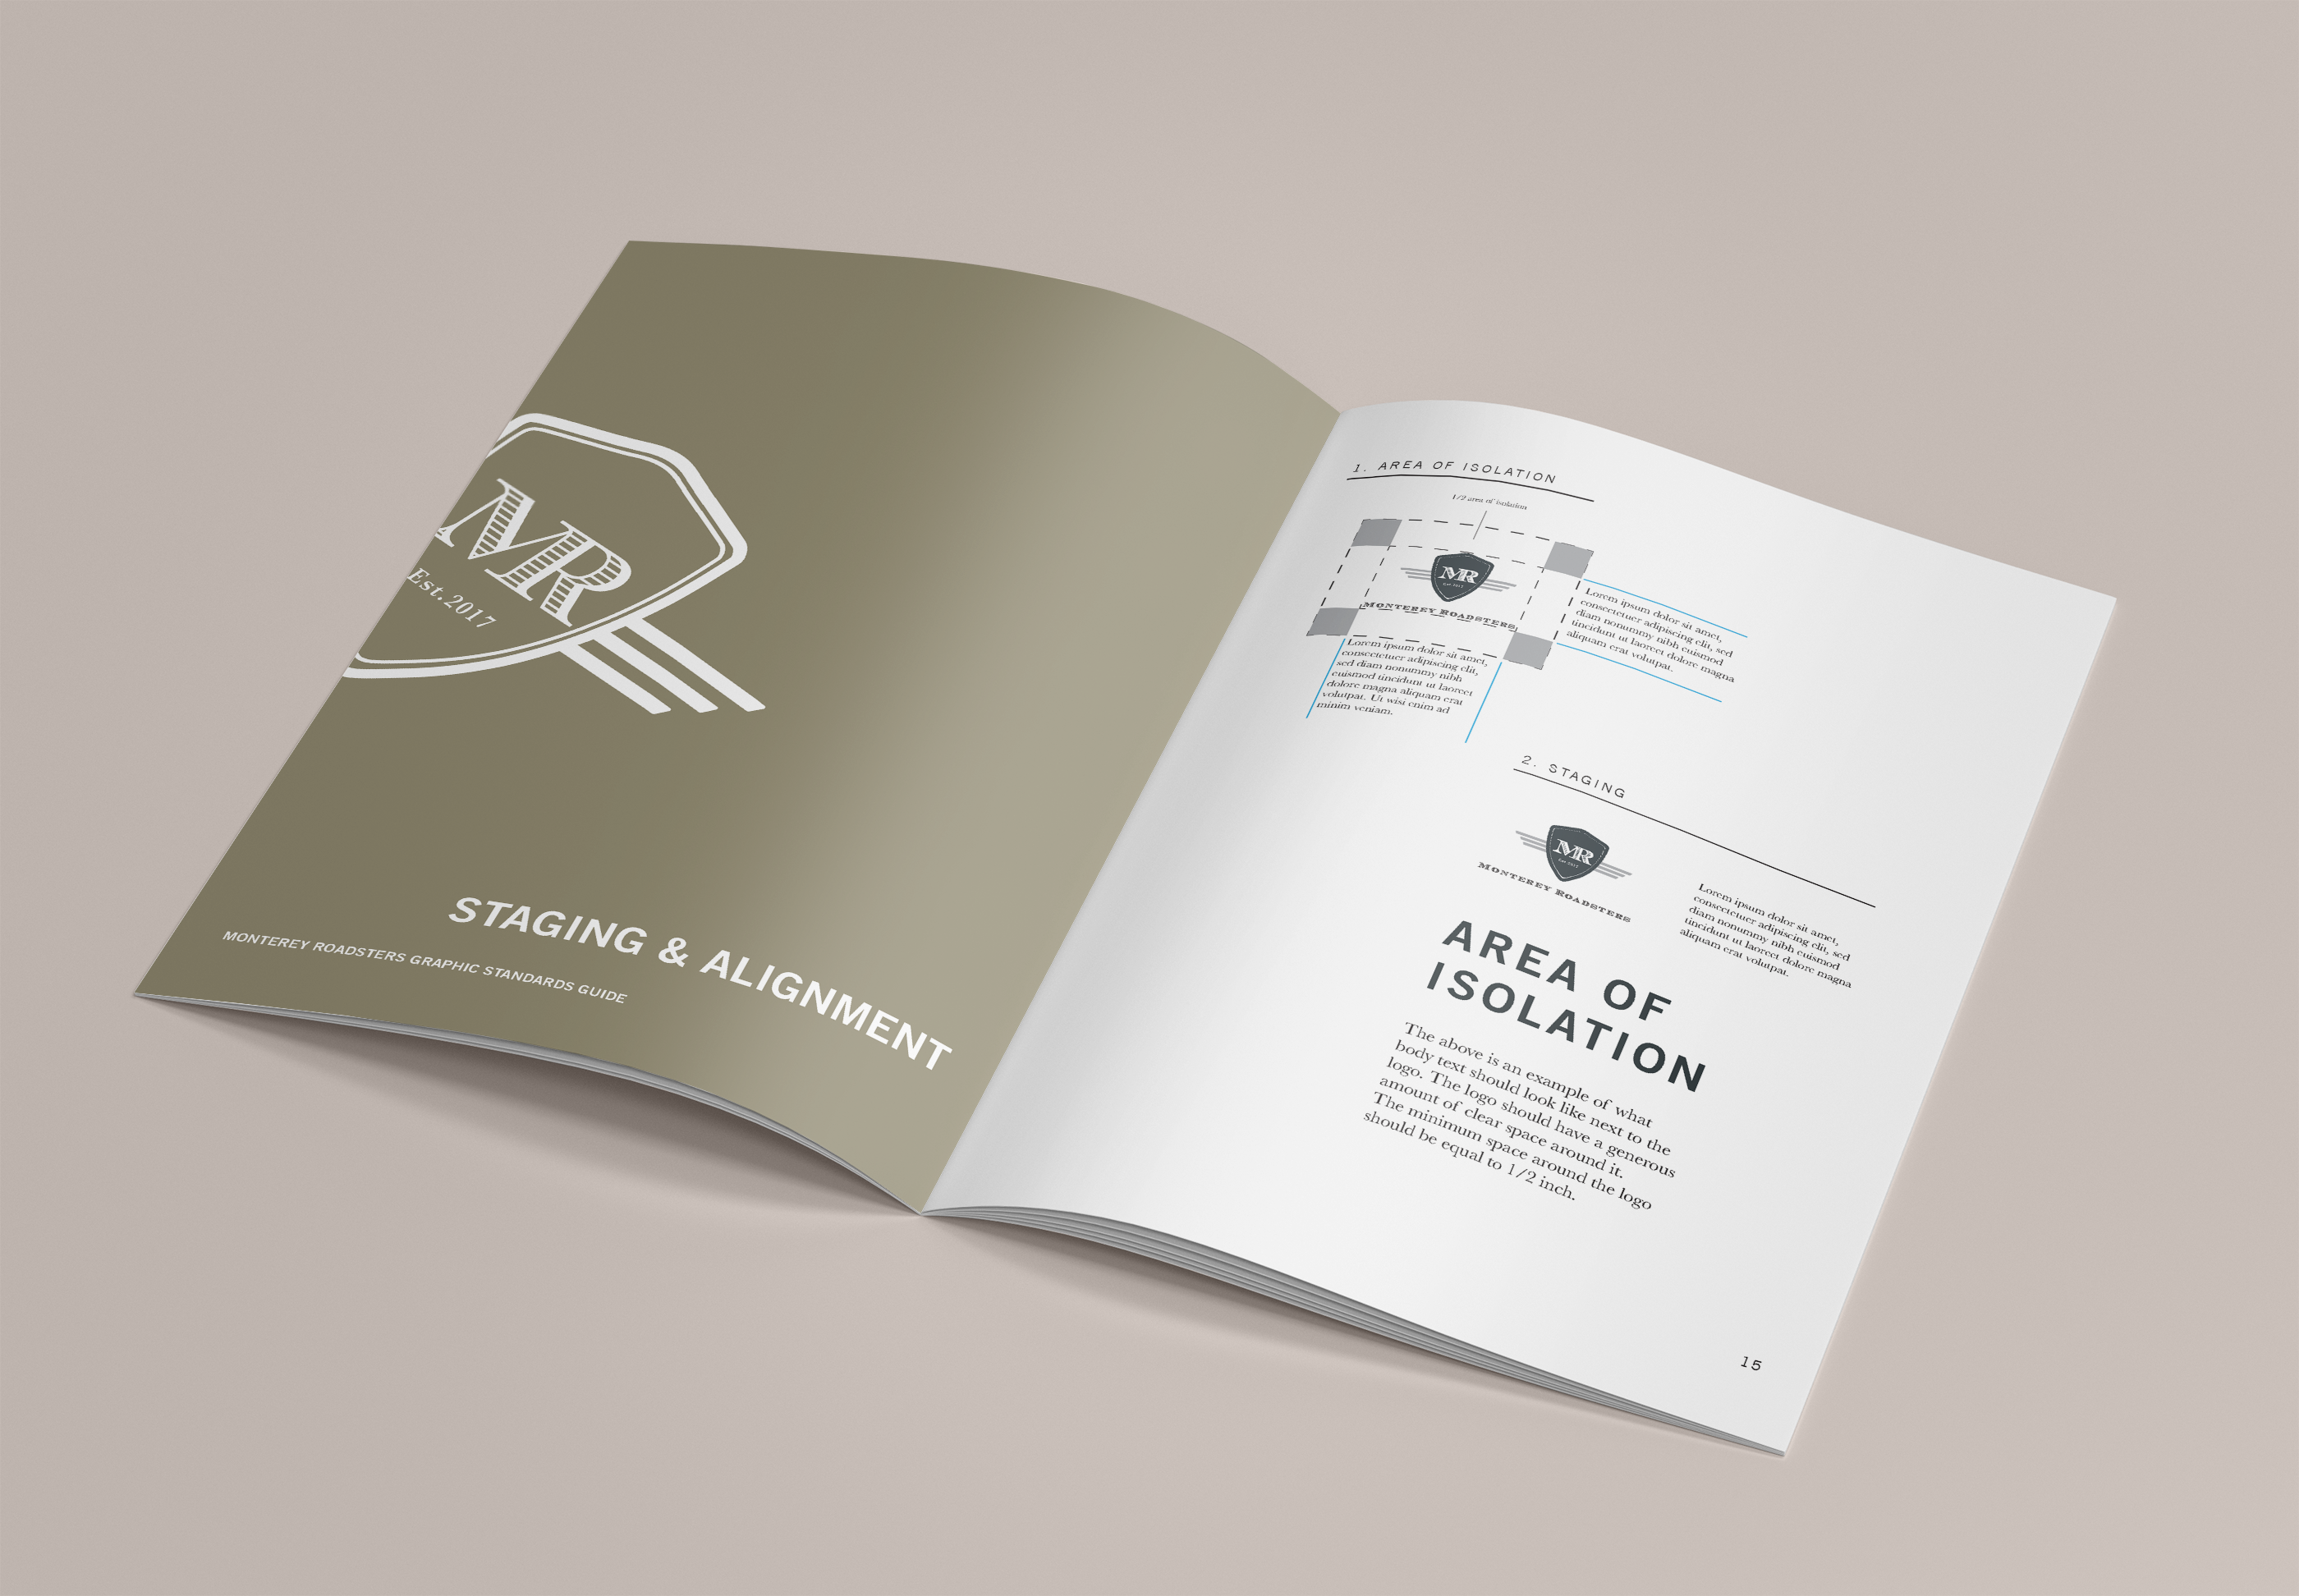 MR
Est.2017
STAGING & ALIGNMENT
MONTEREY ROADSTERS GRAPHIC STANDARDS GUIDE
1. AREA OF ISOLATION
1/2 area of isolation
MR
Est 2017
MONTEREY ROADSTERS
Lorem ipsum dolor sit amet,
consectetuer adipiscing elit, sed
diam nonummy nibh euismod
tincidunt ut laoreet dolore magna
aliquam erat volutpat.
Lorem ipsum dolor sit amet,
consectetuer adipiscing elit,
sed diam nonummy nibh
euismod tincidunt ut laoreet
dolore magna aliquam erat
volutpat. Ut wisi enim ad
minim veniam.
2. STAGING
MR
Est 2017
MONTEREY ROADSTERS
Lorem ipsum dolor sit amet,
consectetuer adipiscing elit, sed
diam nonummy nibh euismod
tincidunt ut laoreet dolore magna
aliquam erat volutpat.
AREA OF
ISOLATION
The above is an example of what
body text should look like next to the
logo. The logo should have a generous
amount of clear space around it.
The minimum space around the logo
should be equal to 1/2 inch.
15